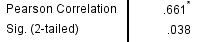 Pearson Correlation .661*
Sig. (2-tailed) .038